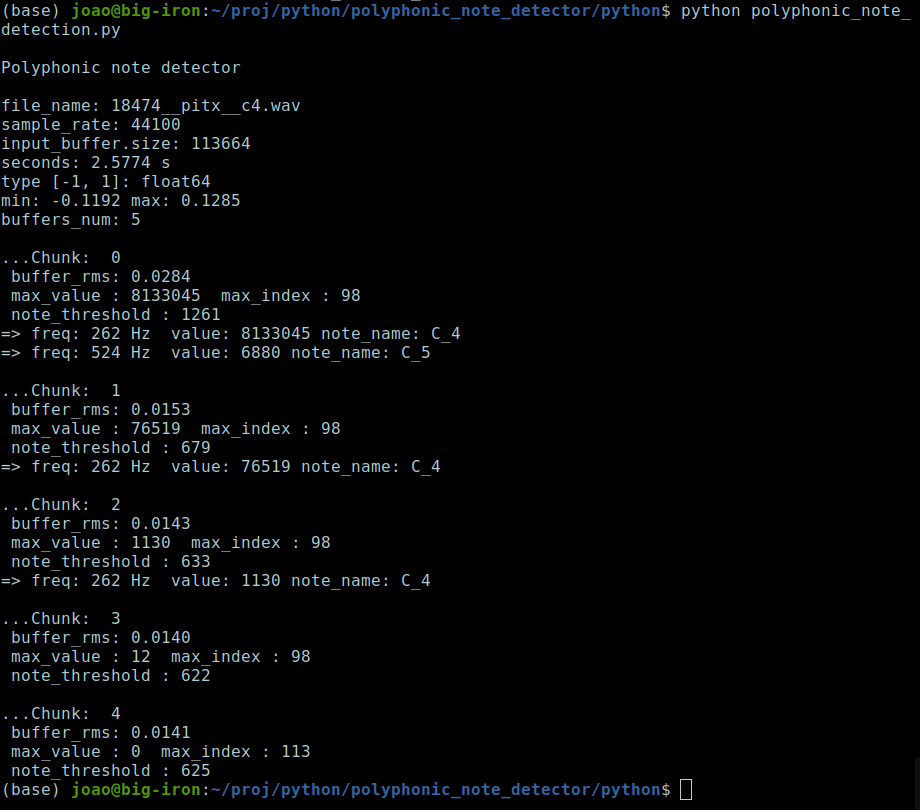 (base) joao@big-iron:~/proj/python/polyphonic_note_detector/python$ python polyphonic_note_
detection.py
Polyphonic note detector
file_name: 18474__pitx__c4.wav
sample_rate: 44100
input_buffer.size: 113664
seconds: 2.5774 s
type [-1, 1]: float64
min: -0.1192 max: 0.1285
buffers_num: 5
...Chunk:  0
 buffer_rms: 0.0284
 max_value : 8133045  max_index : 98
 note_threshold : 1261
=> freq: 262 Hz  value: 8133045 note_name: C_4
=> freq: 524 Hz  value: 6880 note_name: C_5
...Chunk:  1
 buffer_rms: 0.0153
 max_value : 76519  max_index : 98
 note_threshold : 679
=> freq: 262 Hz  value: 76519 note_name: C_4
...Chunk:  2
 buffer_rms: 0.0143
 max_value : 1130  max_index : 98
 note_threshold : 633
=> freq: 262 Hz  value: 1130 note_name: C_4
...Chunk:  3
 buffer_rms: 0.0140
 max_value : 12  max_index : 98
 note_threshold : 622
...Chunk:  4
 buffer_rms: 0.0141
 max_value : 0  max_index : 113
 note_threshold : 625
(base) joao@big-iron:~/proj/python/polyphonic_note_detector/python$